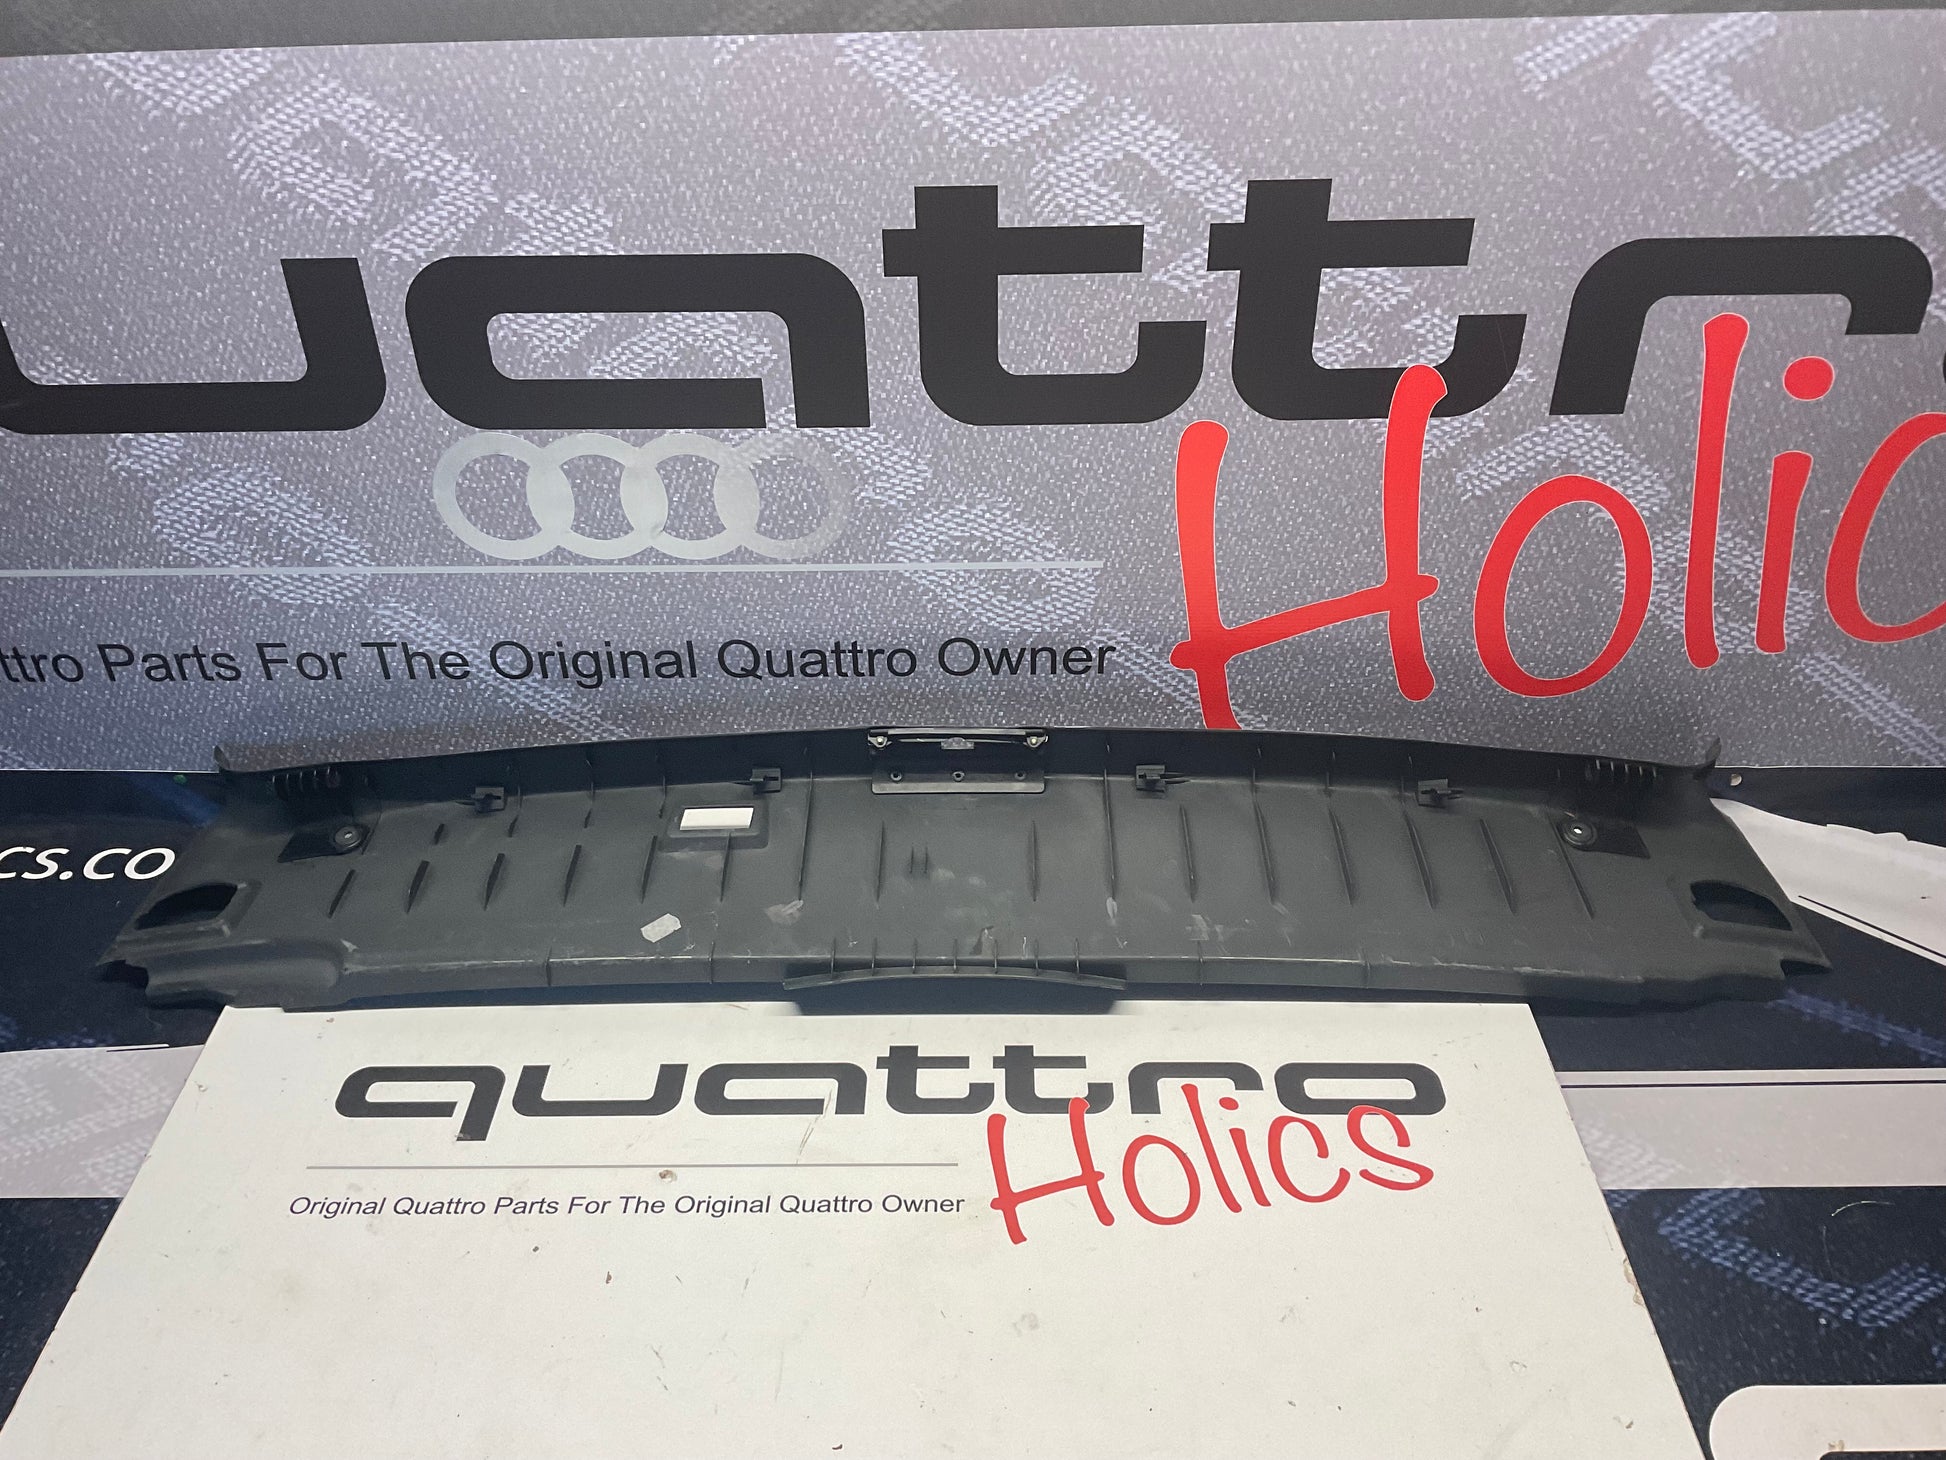 uattro
Holic
ttro Parts For The Original Quattro Owner
cs.co
quattro
Holics
Original Quattro Parts For The Original Quattro Owner